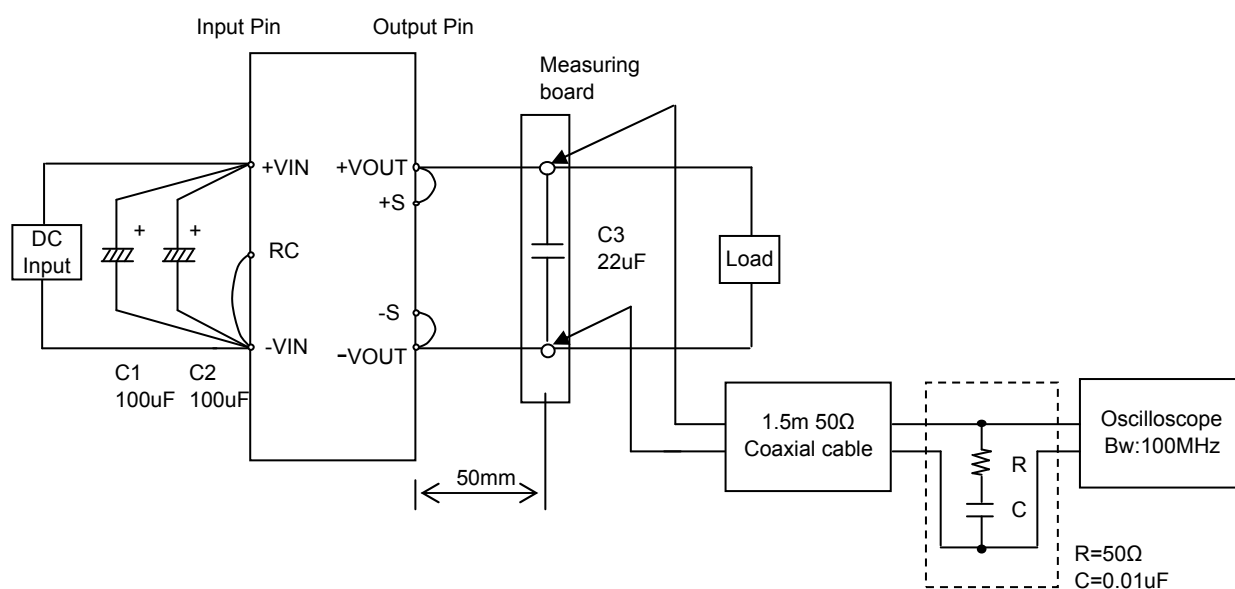 Input Pin
Output Pin
Measuring
board
+VIN
+VOUT
+S
+
+
DC
Input
RC
C3
22uF
Load
-S
-VIN
-VOUT
C1
100uF
C2
100uF
1.5m 50Ω
Coaxial cable
Oscilloscope
Bw:100MHz
50mm
R
C
R=50Ω
C=0.01uF